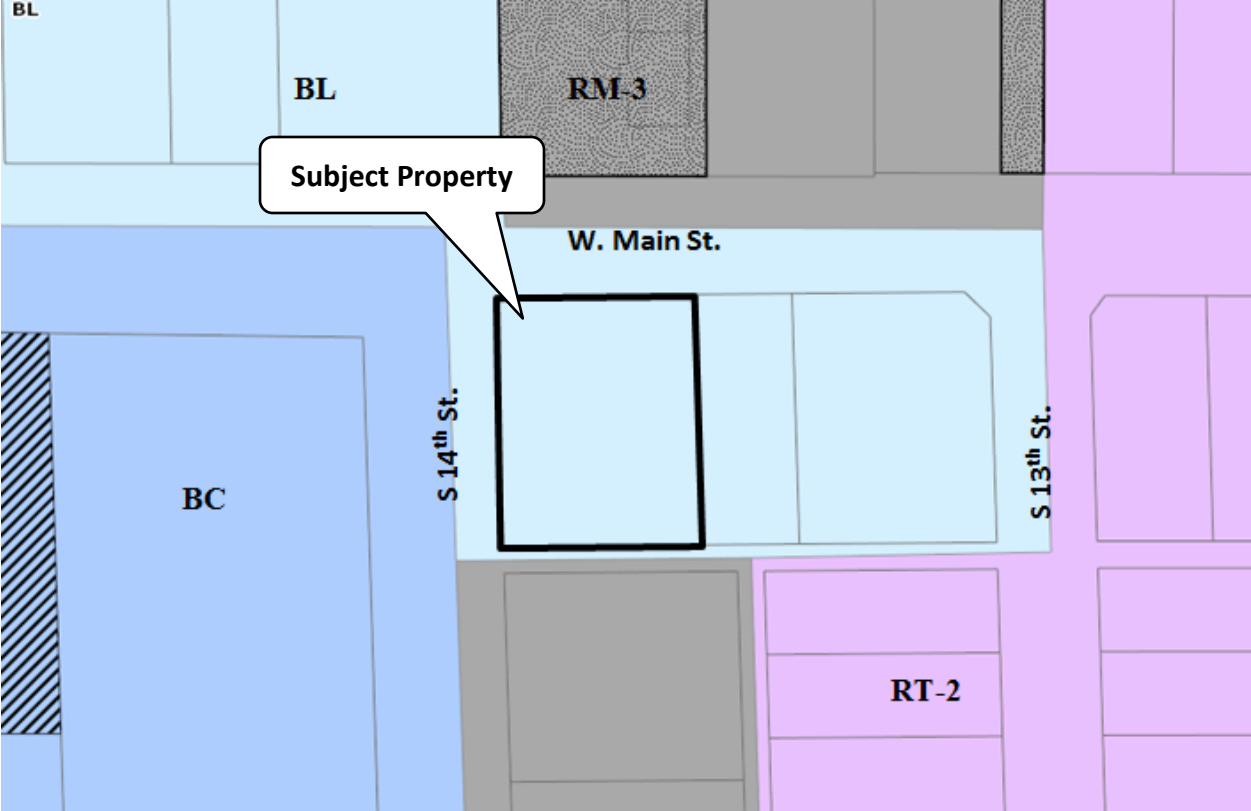 BL
BL
RM-3
Subject Property
W. Main St.
S 14th St.
S 13th St.
BC
RT-2